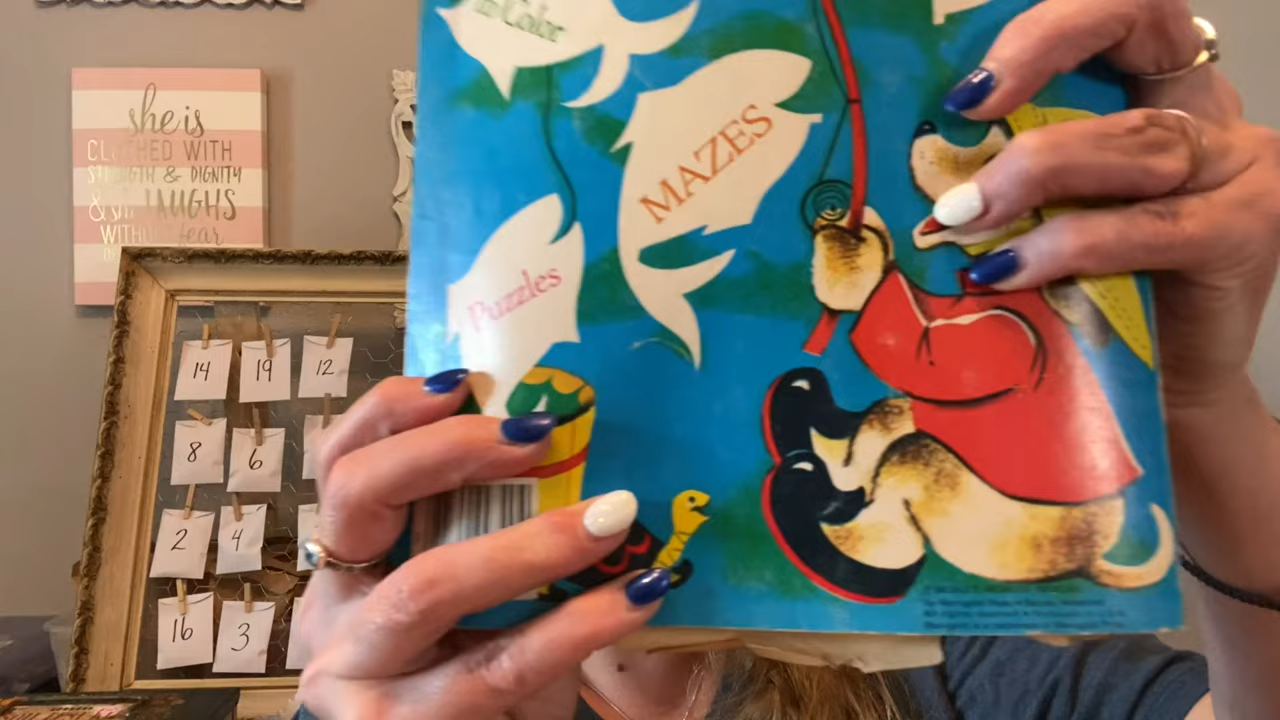 in Color
MAZES
Puzzles
she is
CLOTHED WITH
STRENGTH & DIGNITY
& she LAUGHS
WITHOUT fear
14
19
12
8
6
2
4
16
3